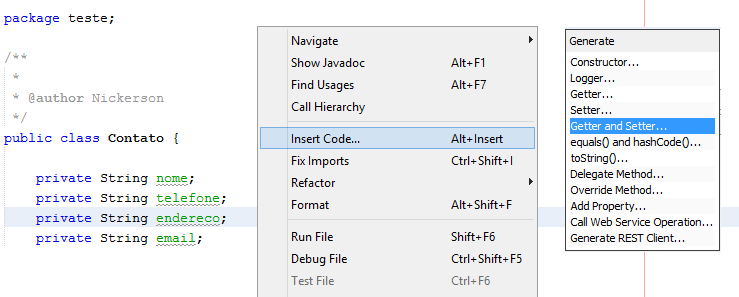 package teste;
/**
*
* @author Nickerson
*/
public class Contato {
private String nome;
private String telefone;
private String endereco;
private String email;
Navigate
Show Javadoc Alt+F1
Find Usages Alt+F7
Call Hierarchy
Insert Code... Alt+Insert
Fix Imports Ctrl+Shift+I
Refactor
Format Alt+Shift+F
Run File Shift+F6
Debug File Ctrl+Shift+F5
Test File Ctrl+F6
Generate
Constructor...
Logger...
Getter...
Setter...
Getter and Setter...
equals() and hashCode()...
toString()...
Delegate Method...
Override Method...
Add Property...
Call Web Service Operation...
Generate REST Client...